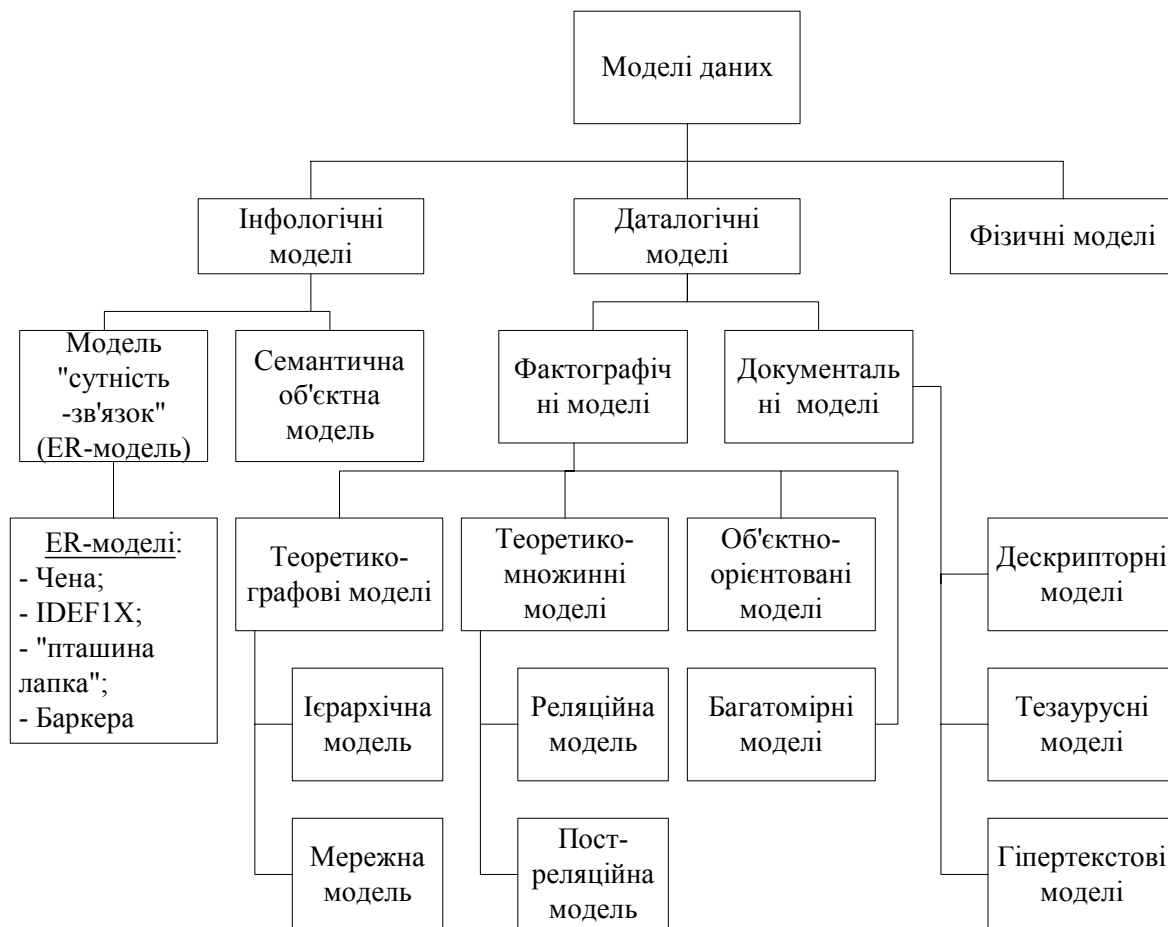 Моделі даних
Інфологічні
моделі
Даталогічні
моделі
Фізичні моделі
Модель
"сутність
-зв'язок"
(ER-модель)
Семантична
об'єктна
модель
Фактографіч
ні моделі
Документаль
ні моделі
ER-моделі:
- Чена;
- IDEF1X;
- "пташина
лапка";
- Баркера
Теоретико-
графові моделі
Теоретико-
множинні
моделі
Об'єктно-
орієнтовані
моделі
Дескрипторні
моделі
Ієрархічна
модель
Реляційна
модель
Багатомірні
моделі
Тезаурусні
моделі
Мережна
модель
Пост-
реляційна
модель
Гіпертекстові
моделі